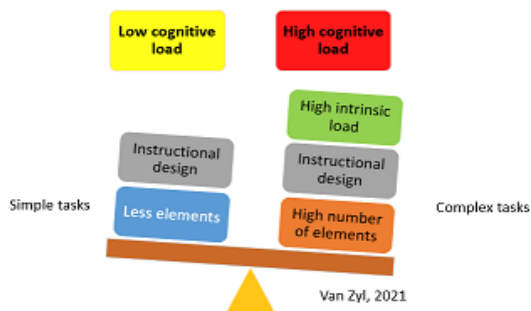 Low cognitive
load
High cognitive
load
High intrinsic
load
Instructional
design
Instructional
design
Simple tasks
Less elements
High number
of elements
Complex tasks
Van Zyl, 2021